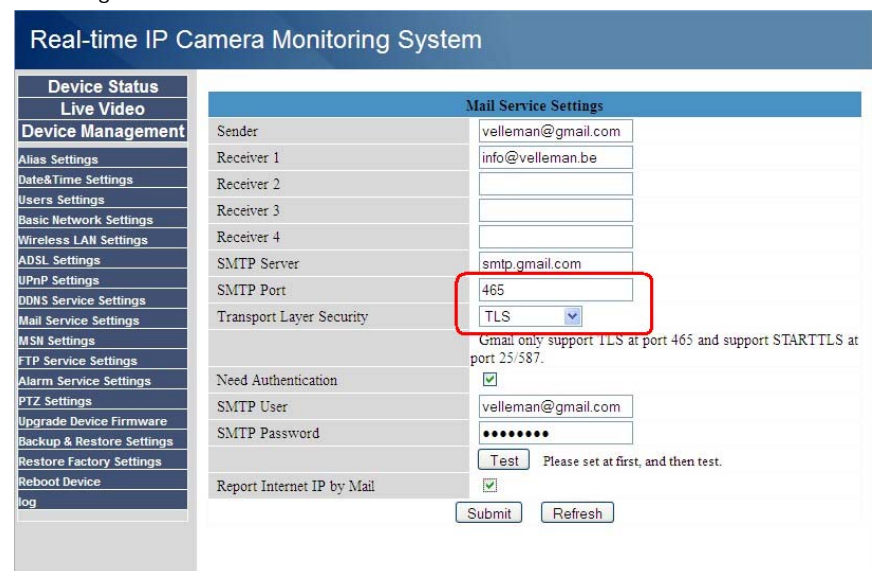 Real-time IP Camera Monitoring System
Device Status
Live Video
Device Management
Alias Settings
Date&Time Settings
Users Settings
Basic Network Settings
Wireless LAN Settings
ADSL Settings
UPnP Settings
DDNS Service Settings
Mail Service Settings
MSN Settings
FTP Service Settings
Alarm Service Settings
PTZ Settings
Upgrade Device Firmware
Backup & Restore Settings
Restore Factory Settings
Reboot Device
log
Mail Service Settings
Sender velleman@gmail.com
Receiver 1 info@velleman.be
Receiver 2
Receiver 3
Receiver 4
SMTP Server smtp.gmail.com
SMTP Port 465
Transport Layer Security TLS
Gmail only support TLS at port 465 and support STARTTLS at
port 25/587.
Need Authentication
SMTP User velleman@gmail.com
SMTP Password ●●●●●●●●
Test Please set at first, and then test.
Report Internet IP by Mail
Submit Refresh